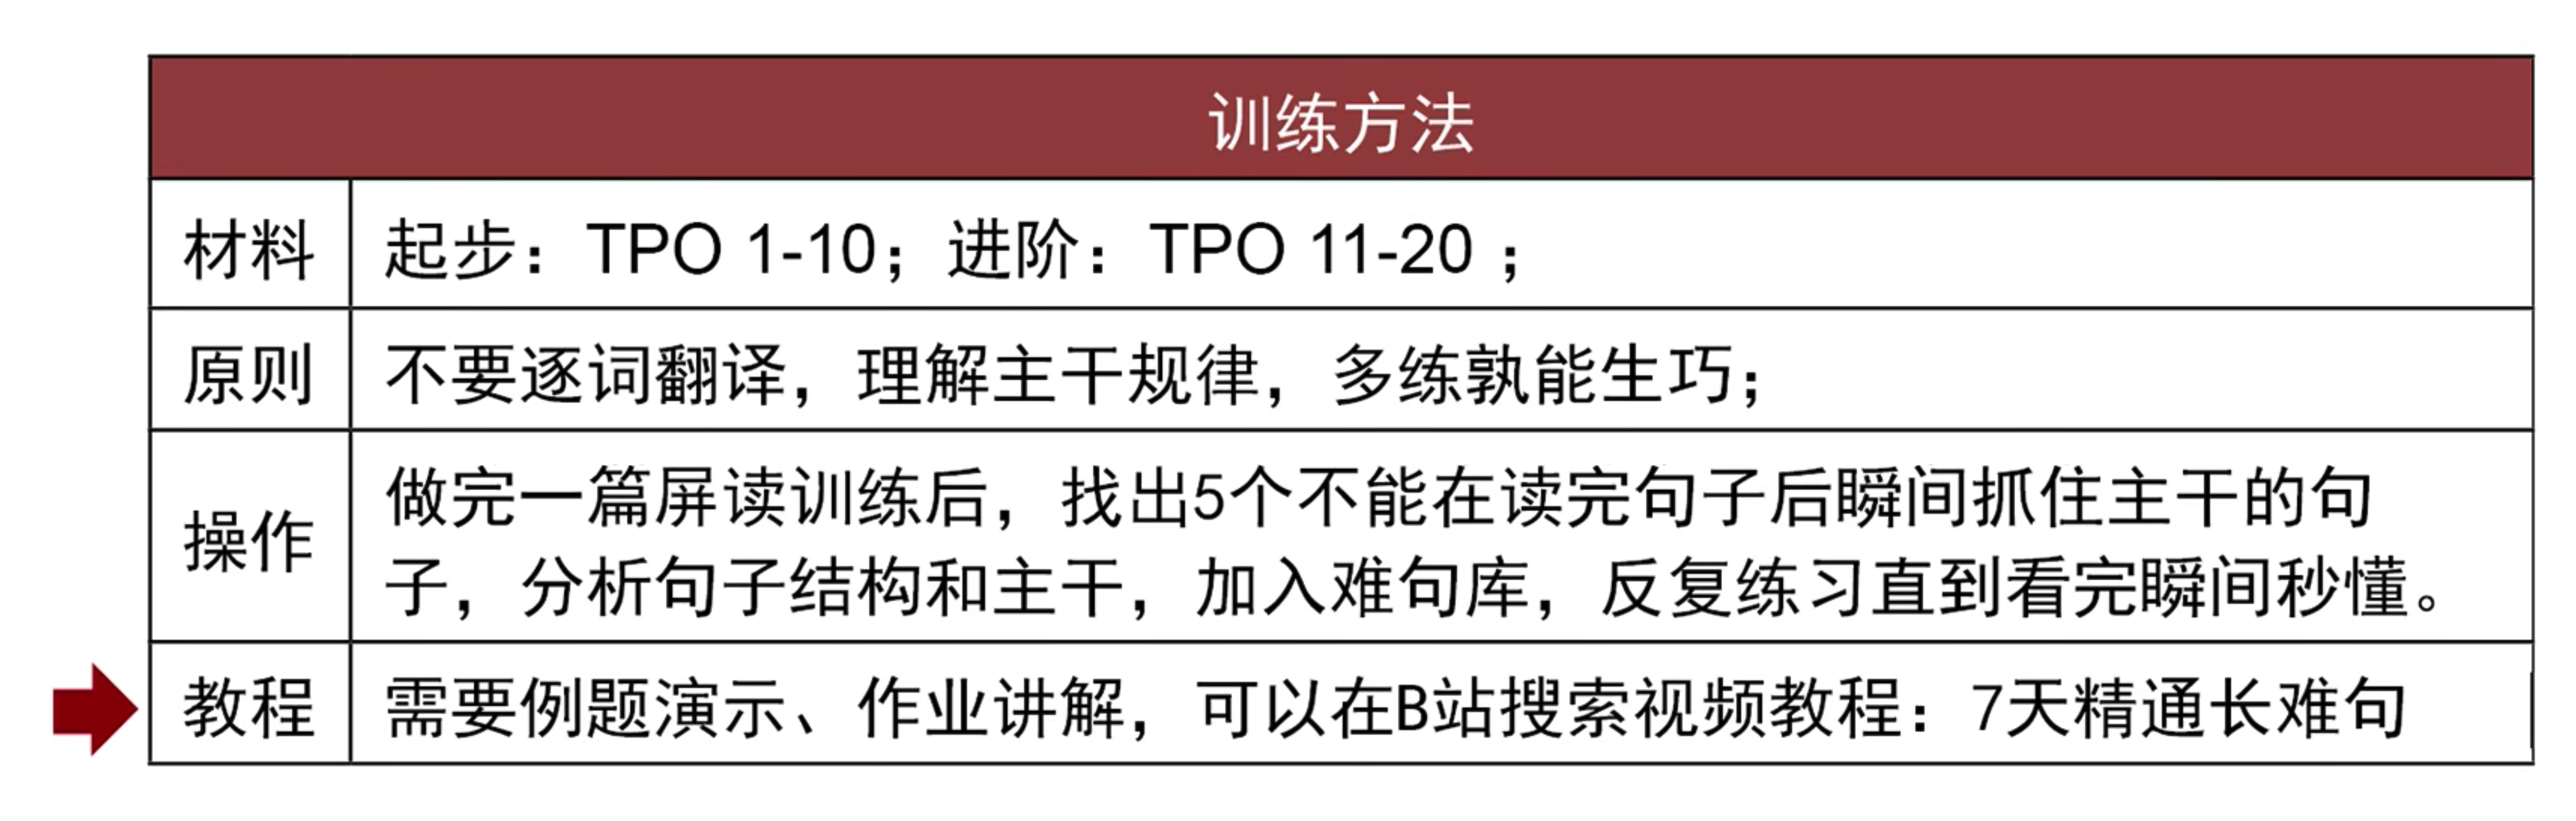 训练方法
材料 起步：TPO 1-10；进阶：TPO 11-20；
原则 不要逐词翻译，理解主干规律，多练孰能生巧；
操作 做完一篇屏读训练后，找出5个不能在读完句子后瞬间抓住主干的句
子，分析句子结构和主干，加入难句库，反复练习直到看完瞬间秒懂。
教程 需要例题演示、作业讲解，可以在B站搜索视频教程：7天精通长难句